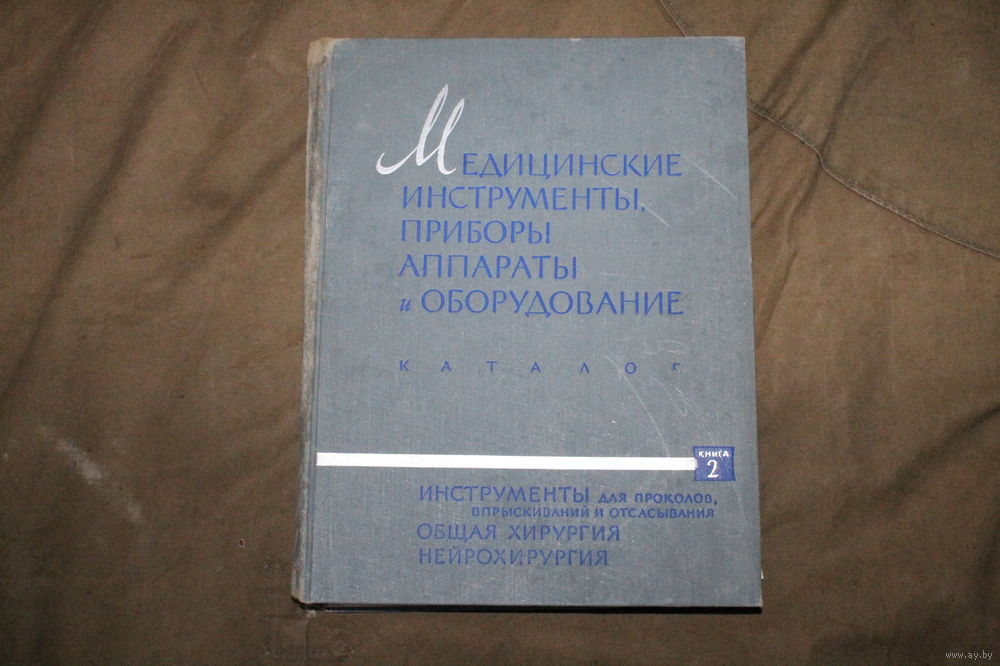 Медицинские
инструменты,
приборы
аппараты
и оборудование
каталог
книга
2
инструменты для проколов,
впрыскиваний и отсасывания
общая хирургия
нейрохирургия
www.ay.by